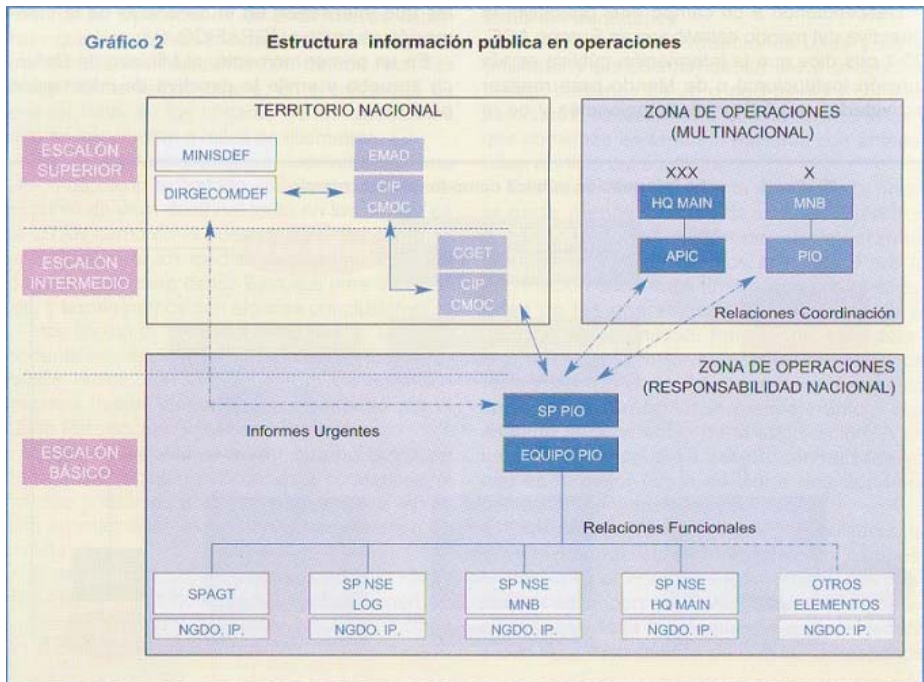 Gráfico 2
Estructura información pública en operaciones
TERRITORIO NACIONAL
ZONA DE OPERACIONES
(MULTINACIONAL)
ESCALÓN
SUPERIOR
MINISDEF
DIRGECOMDEF
EMAD
CIP
CMOC
XXX
HQ MAIN
APIC
X
MNB
PIO
ESCALÓN
INTERMEDIO
CGET
CIP
CMOC
Relaciones Coordinación
ZONA DE OPERACIONES
(RESPONSABILIDAD NACIONAL)
SP PIO
Informes Urgentes
EQUIPO PIO
ESCALÓN
BÁSICO
Relaciones Funcionales
SPAGT
NGDO. IP.
SP NSE
LOG
NGDO. IP.
SP NSE
MNB
NGDO. IP.
SP NSE
HQ MAIN
NGDO. IP.
OTROS
ELEMENTOS
NGDO. IP.